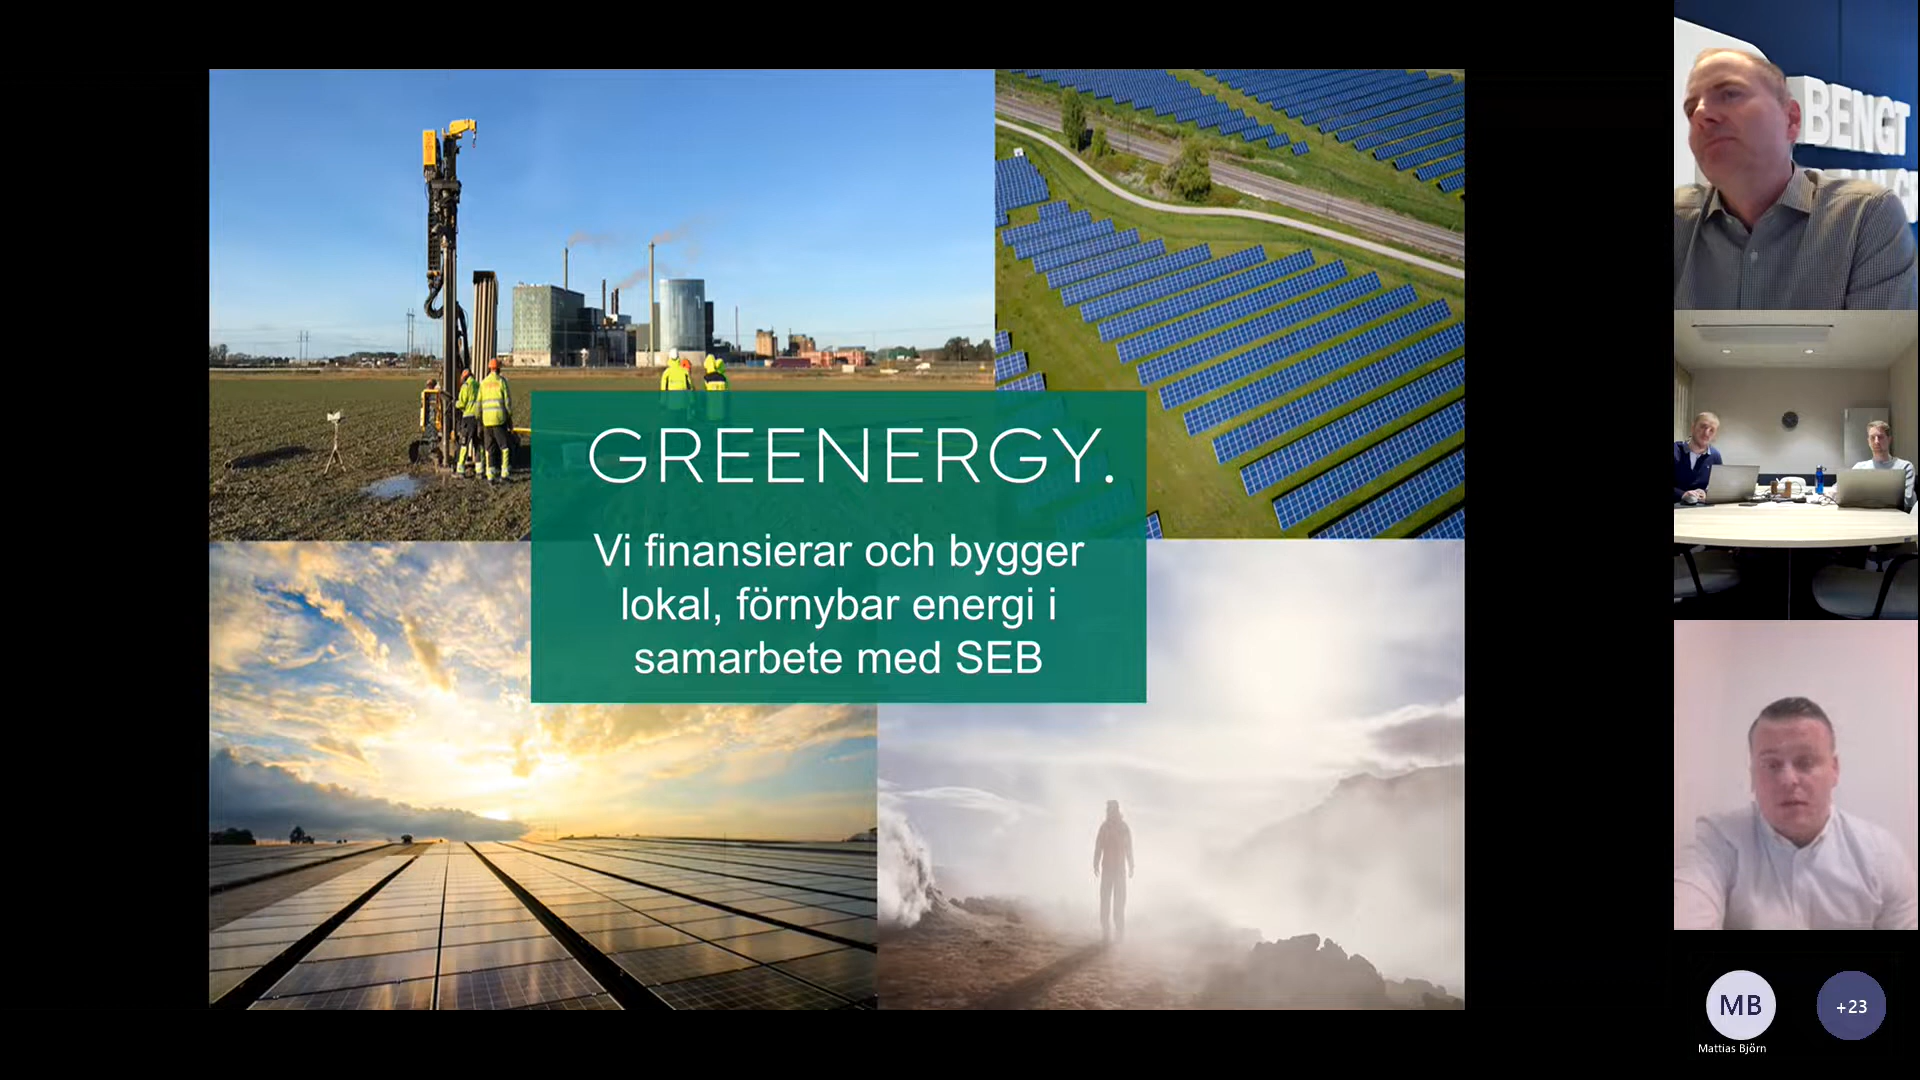 GREENERGY.
Vi finansierar och bygger
lokal, förnybar energi i
samarbete med SEB
BENGT
MB
+23
Mattias Björn